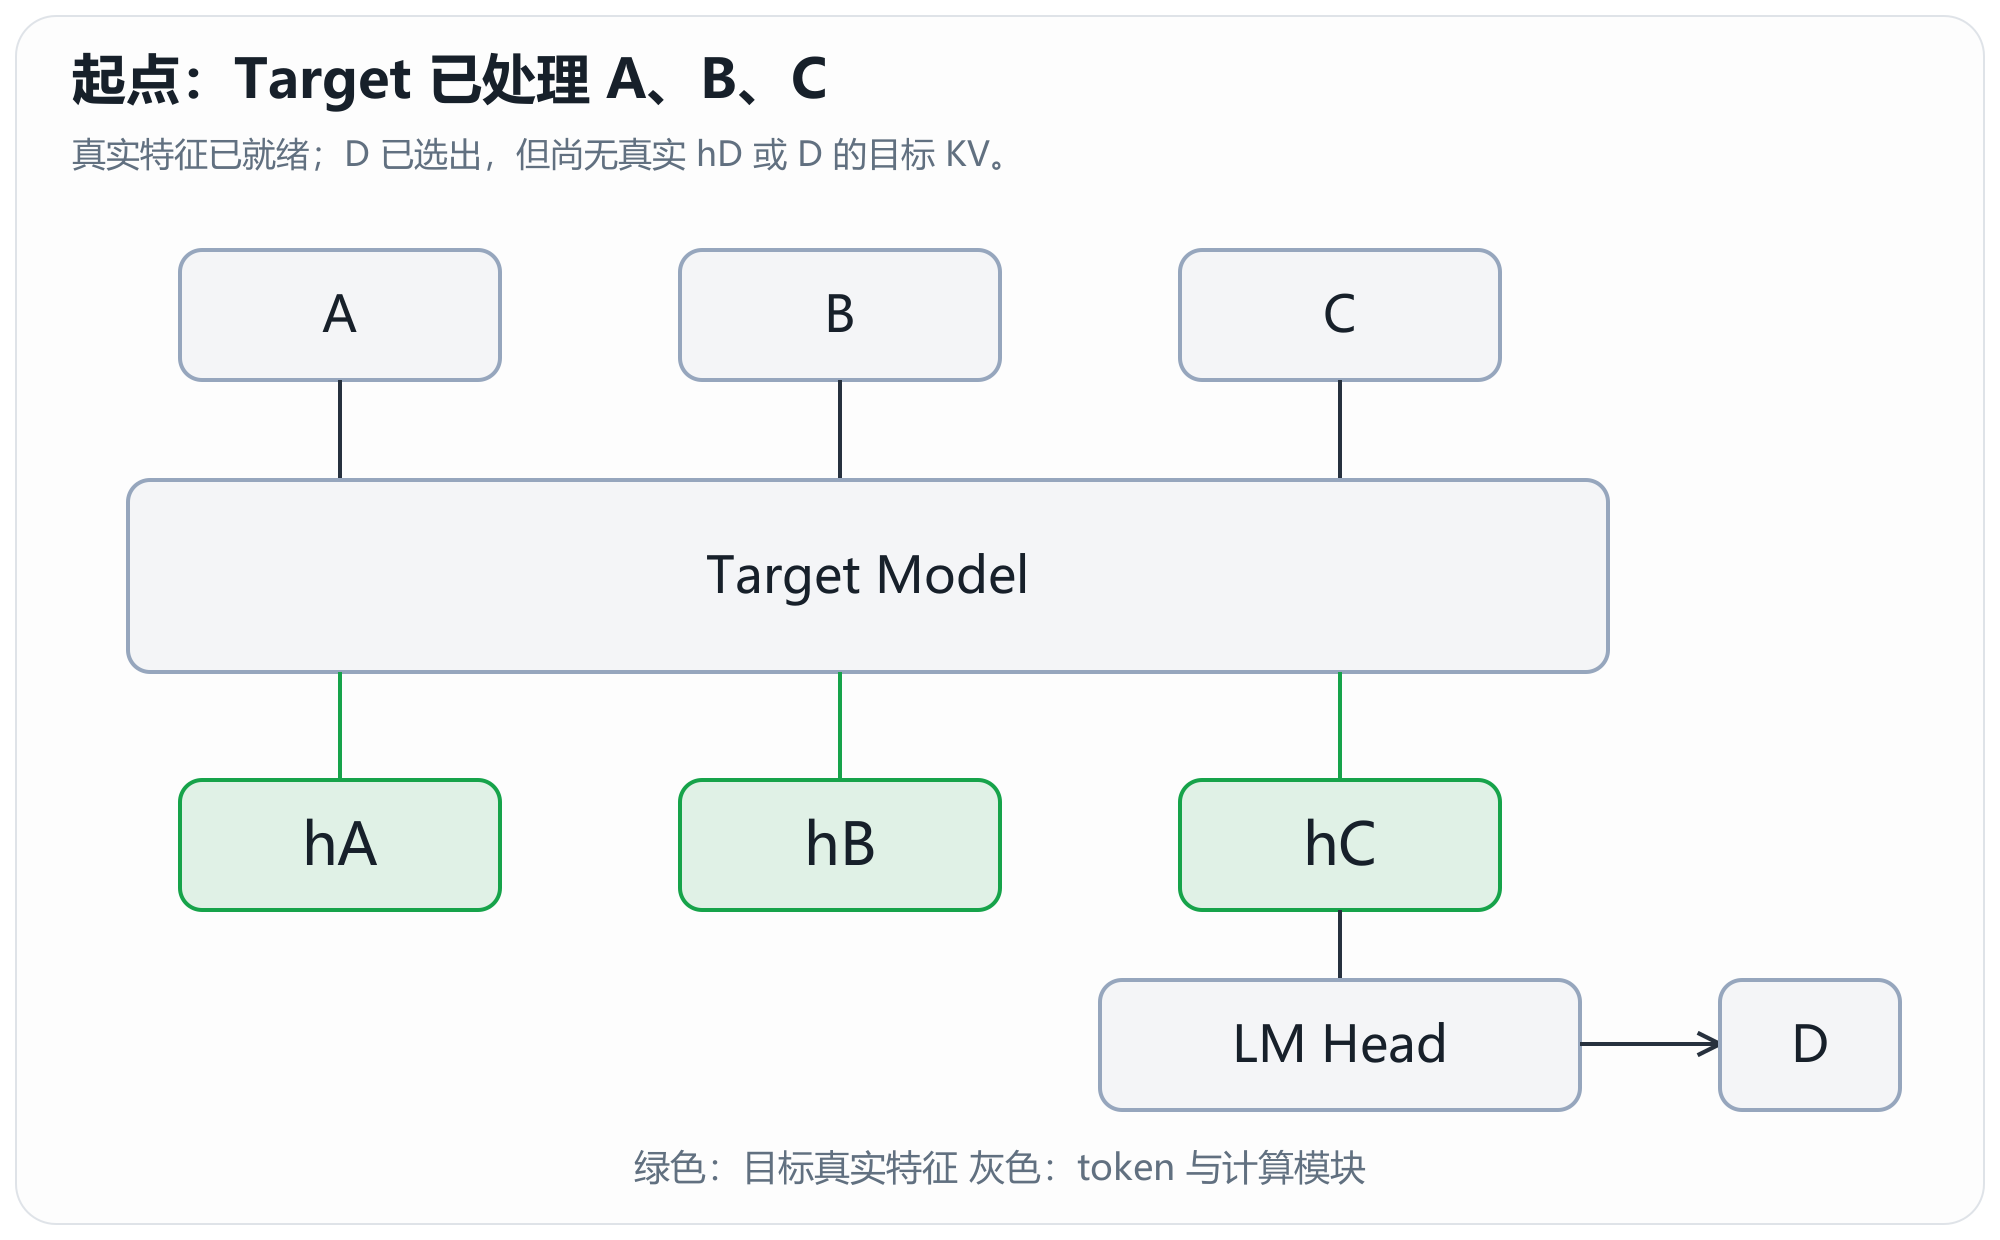 起点：Target 已处理 A、B、C
真实特征已就绪；D 已选出，但尚无真实 hD 或 D 的目标 KV。
A
B
C
Target Model
hA
hB
hC
LM Head
D
绿色：目标真实特征 灰色：token 与计算模块